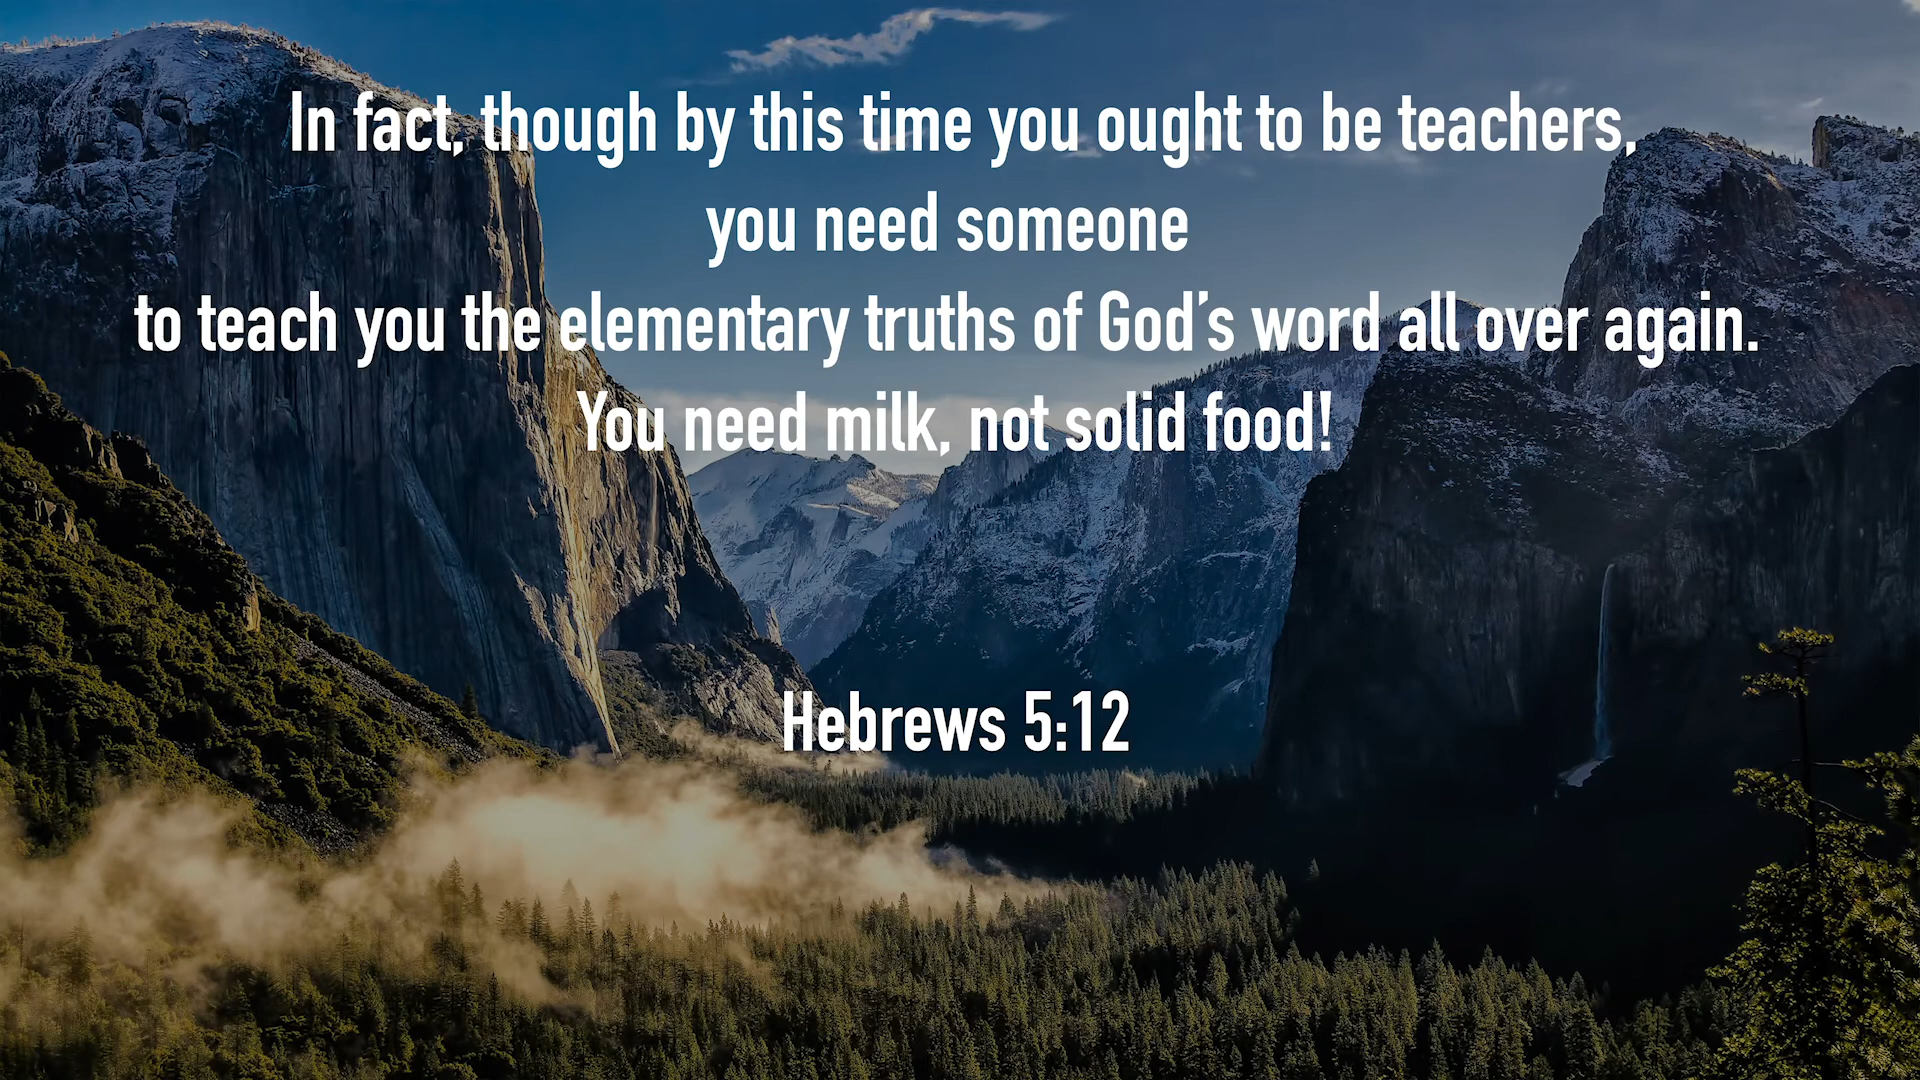 In fact, though by this time you ought to be teachers,
you need someone
to teach you the elementary truths of God’s word all over again.
You need milk, not solid food!
Hebrews 5:12